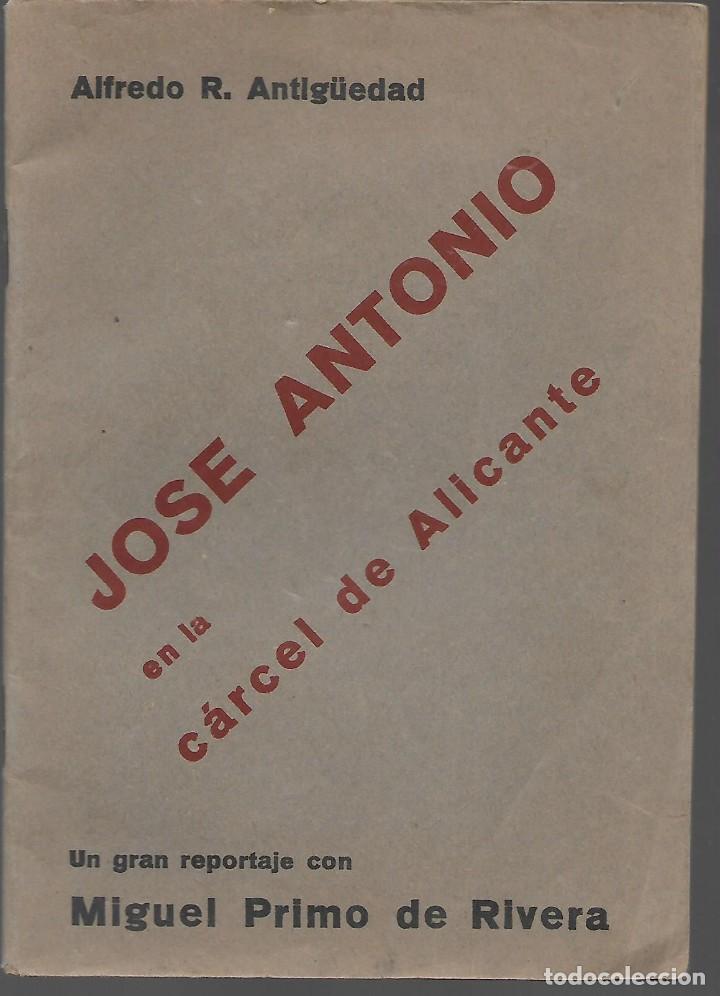 Alfredo R. Antigüedad
JOSE ANTONIO
en la
cárcel de Alicante
Un gran reportaje con
Miguel Primo de Rivera
todocoleccion